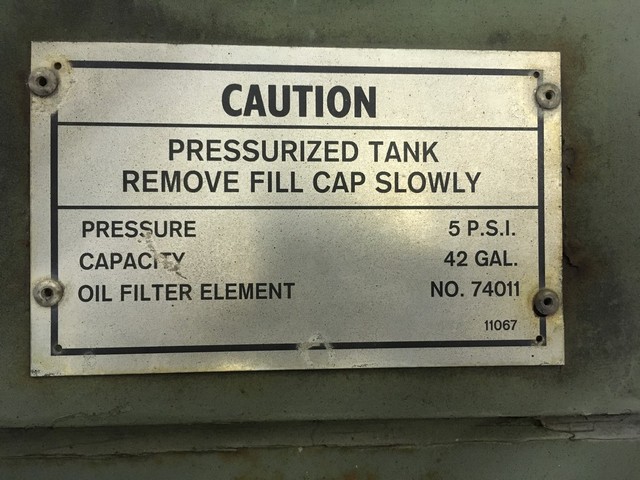 CAUTION
PRESSURIZED TANK
REMOVE FILL CAP SLOWLY
PRESSURE 5 P.S.I.
CAPACITY 42 GAL.
OIL FILTER ELEMENT NO. 74011
11067